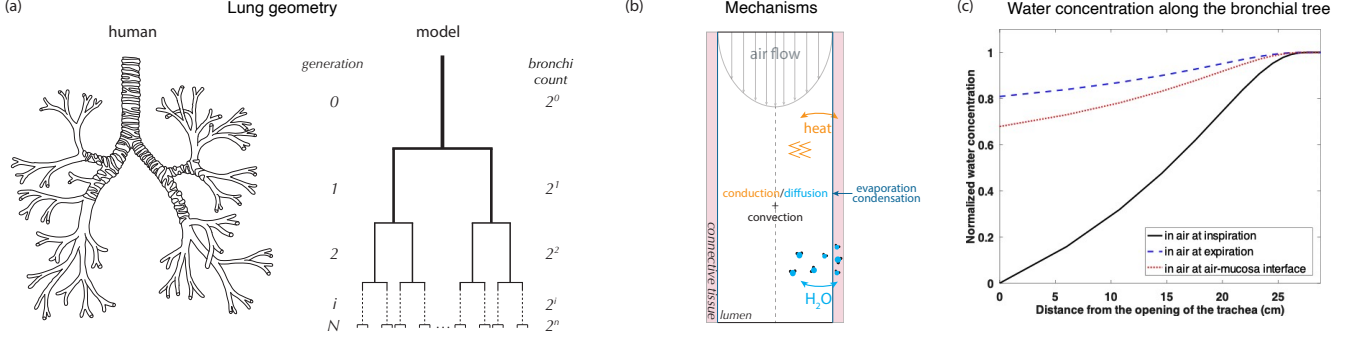 (a)
Lung geometry
human
model
generation
bronchi
count
0
2⁰
1
2¹
2
2²
i
2ⁱ
N
...
2ⁿ
(b)
Mechanisms
air flow
heat
conduction/diffusion
+
convection
evaporation
condensation
H₂O
connective tissue
lumen
(c)
Water concentration along the bronchial tree
Normalized water concentration
1
0.8
0.6
0.4
0.2
0
in air at inspiration
in air at expiration
in air at air-mucosa interface
0 5 10 15 20 25
Distance from the opening of the trachea (cm)